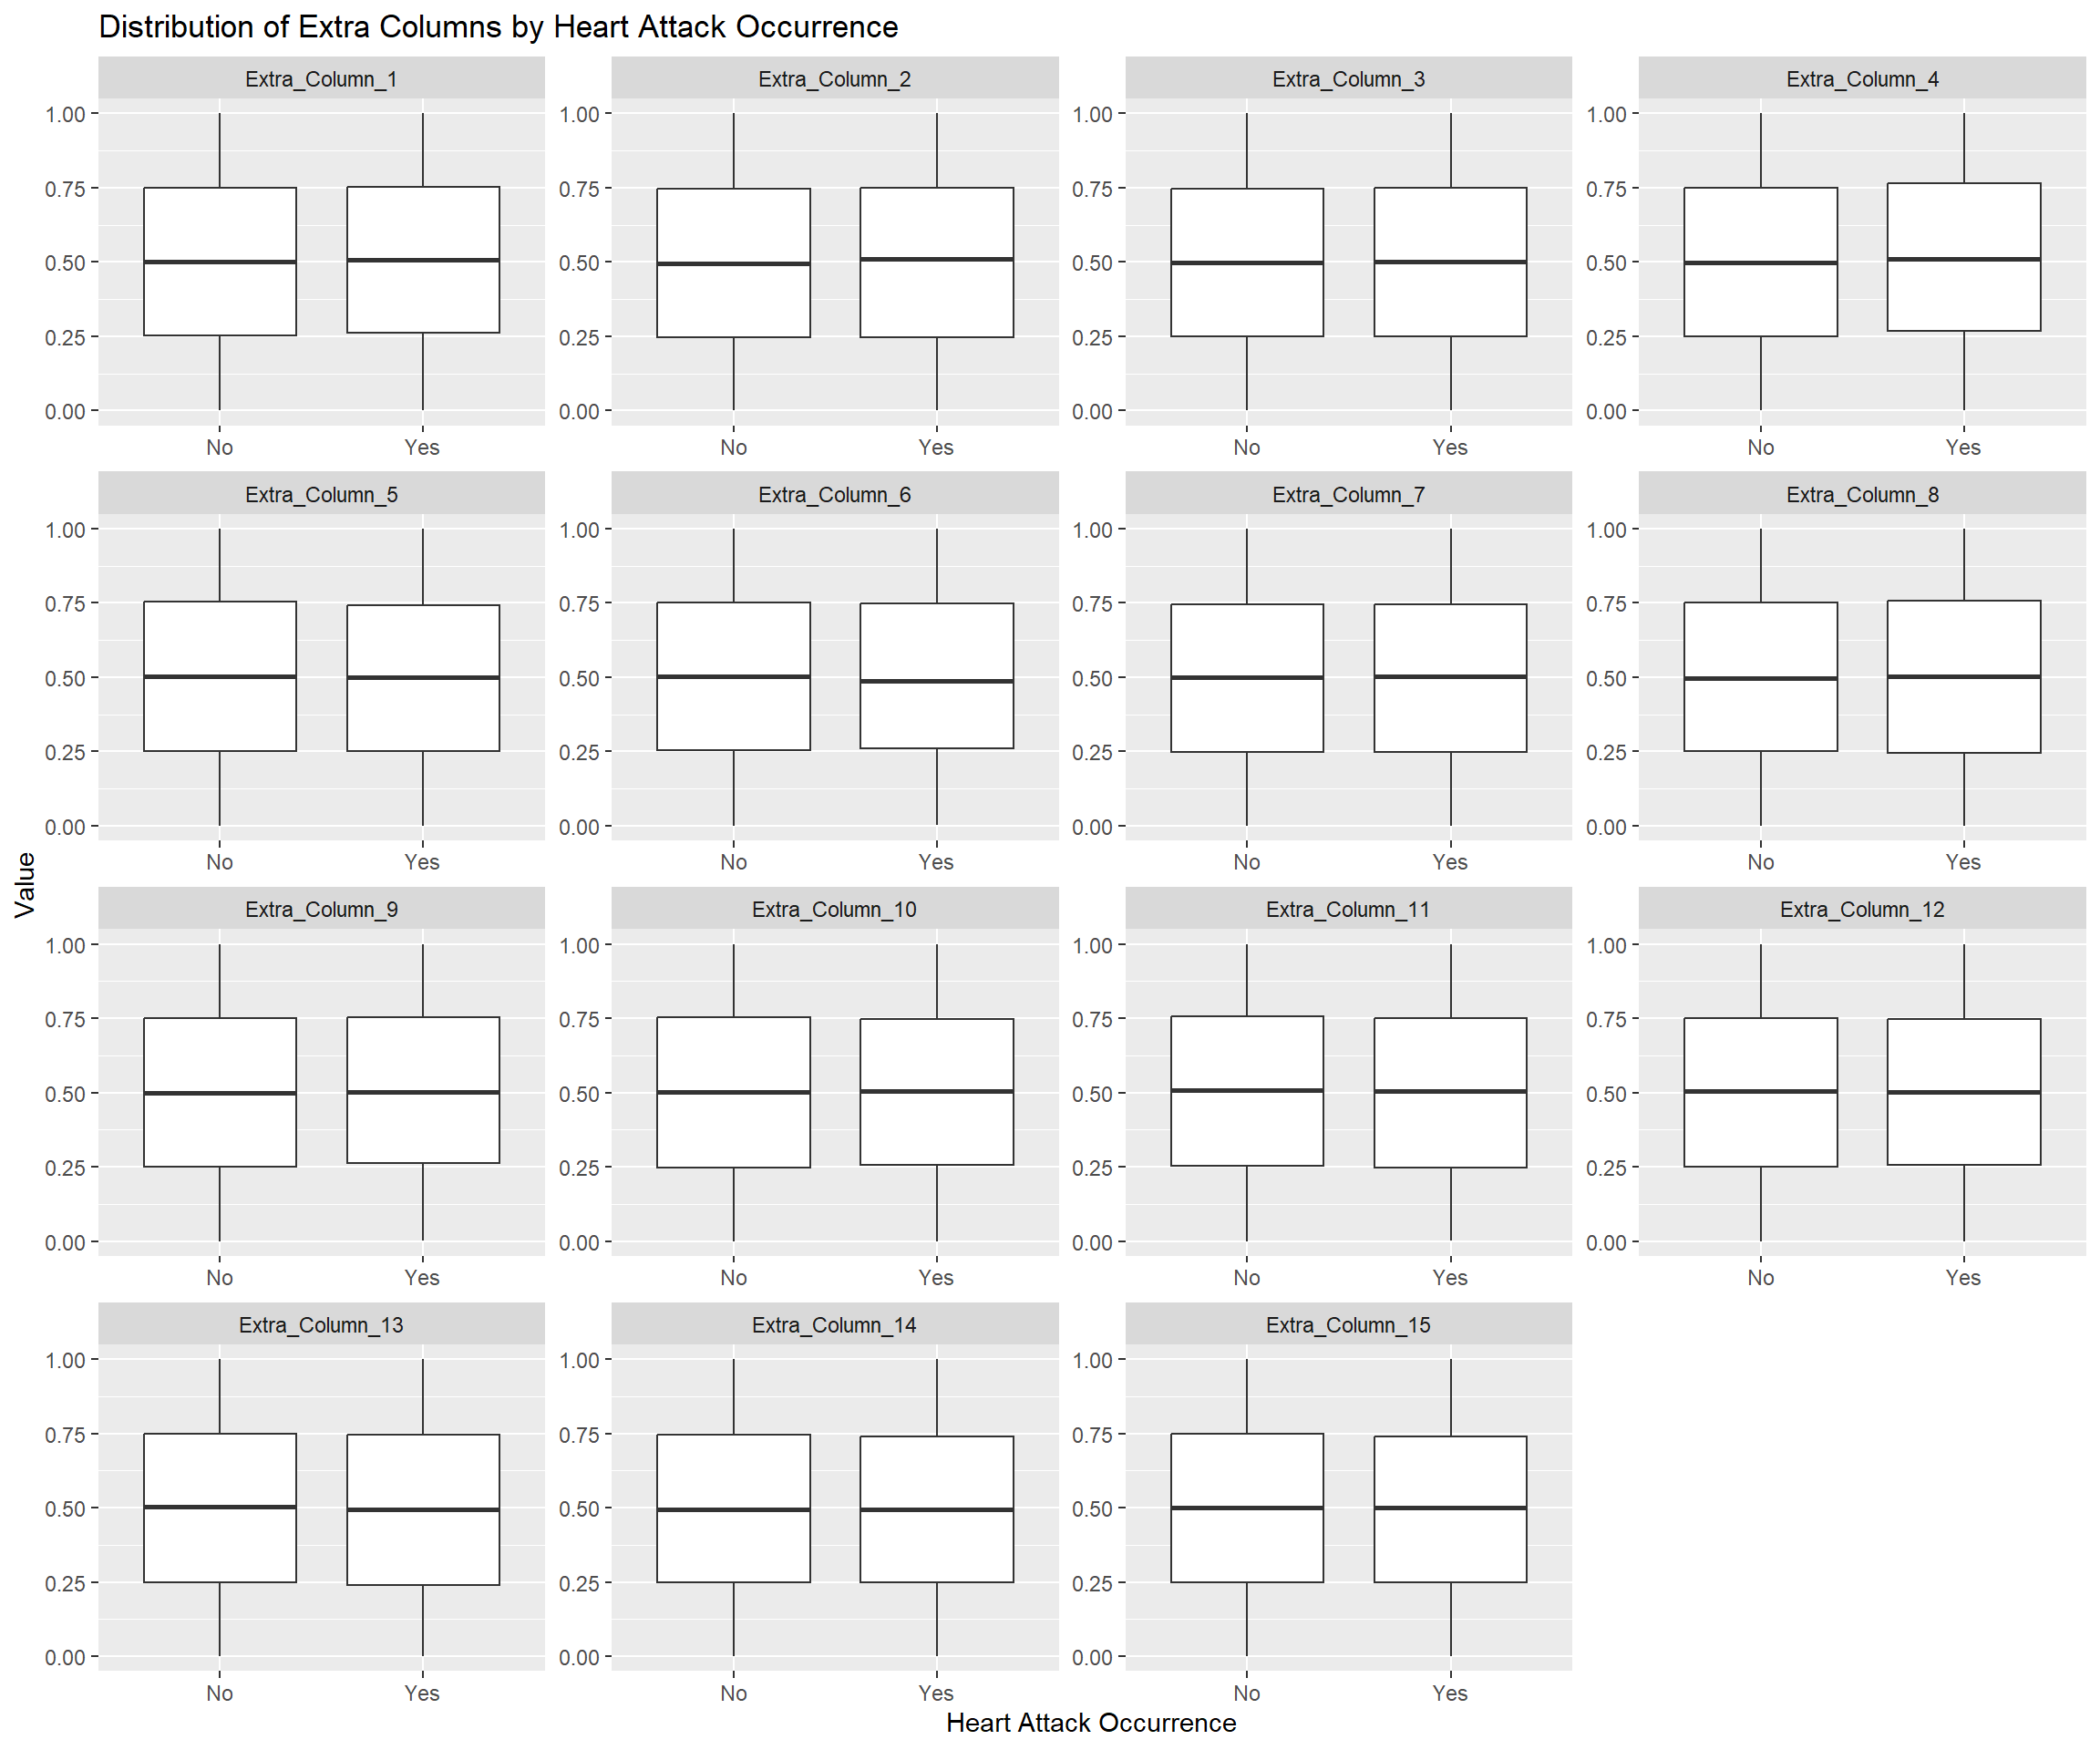 Distribution of Extra Columns by Heart Attack Occurrence
Extra_Column_1 Extra_Column_2 Extra_Column_3 Extra_Column_4
1.00 1.00 1.00 1.00
0.75 0.75 0.75 0.75
0.50 0.50 0.50 0.50
0.25 0.25 0.25 0.25
0.00 0.00 0.00 0.00
No Yes No Yes No Yes No Yes
Extra_Column_5 Extra_Column_6 Extra_Column_7 Extra_Column_8
1.00 1.00 1.00 1.00
0.75 0.75 0.75 0.75
0.50 0.50 0.50 0.50
0.25 0.25 0.25 0.25
0.00 0.00 0.00 0.00
No Yes No Yes No Yes No Yes
Value
Extra_Column_9 Extra_Column_10 Extra_Column_11 Extra_Column_12
1.00 1.00 1.00 1.00
0.75 0.75 0.75 0.75
0.50 0.50 0.50 0.50
0.25 0.25 0.25 0.25
0.00 0.00 0.00 0.00
No Yes No Yes No Yes No Yes
Extra_Column_13 Extra_Column_14 Extra_Column_15
1.00 1.00 1.00
0.75 0.75 0.75
0.50 0.50 0.50
0.25 0.25 0.25
0.00 0.00 0.00
No Yes No Yes No Yes
Heart Attack Occurrence